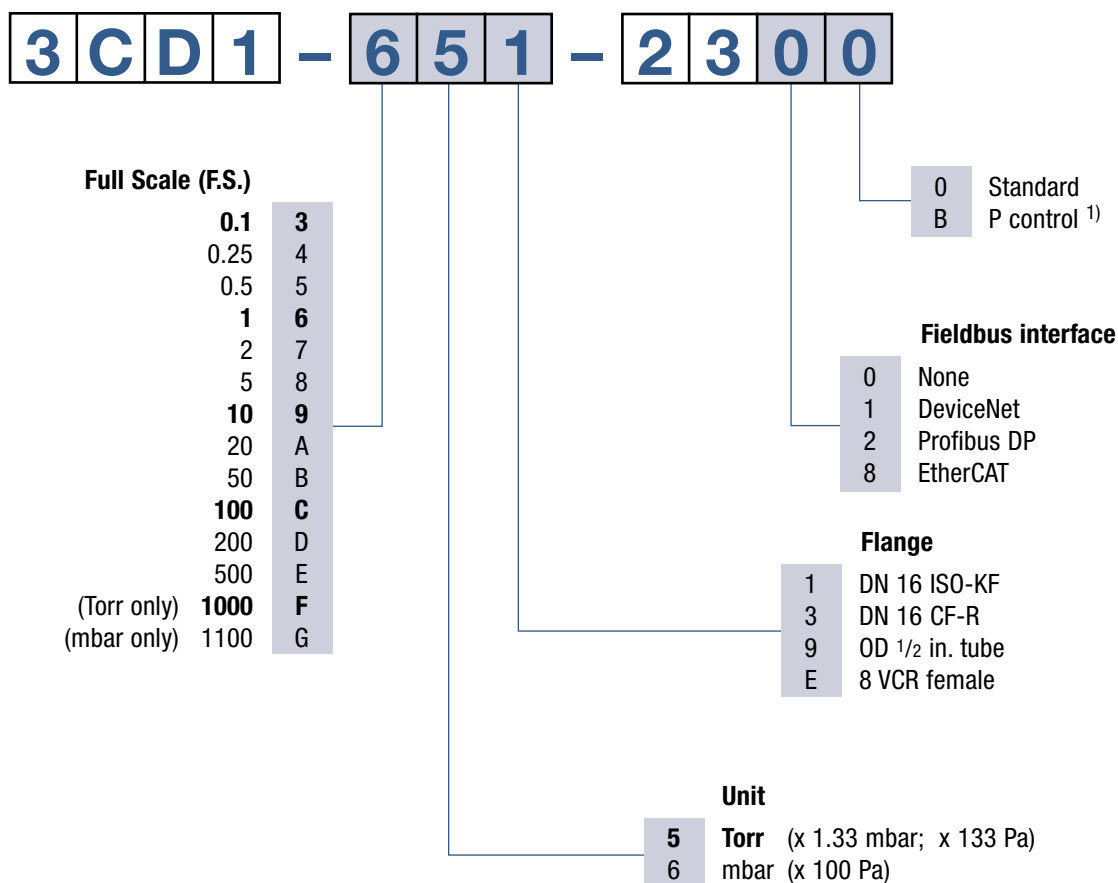 3CD1-651-2300
Full Scale (F.S.)
0.1 3
0.25 4
0.5 5
1 6
2 7
5 8
10 9
20 A
50 B
100 C
200 D
500 E
(Torr only) 1000 F
(mbar only) 1100 G
0 Standard
B P control 1)
Fieldbus interface
0 None
1 DeviceNet
2 Profibus DP
8 EtherCAT
Flange
1 DN 16 ISO-KF
3 DN 16 CF-R
9 OD 1/2 in. tube
E 8 VCR female
Unit
5 Torr (x 1.33 mbar; x 133 Pa)
6 mbar (x 100 Pa)